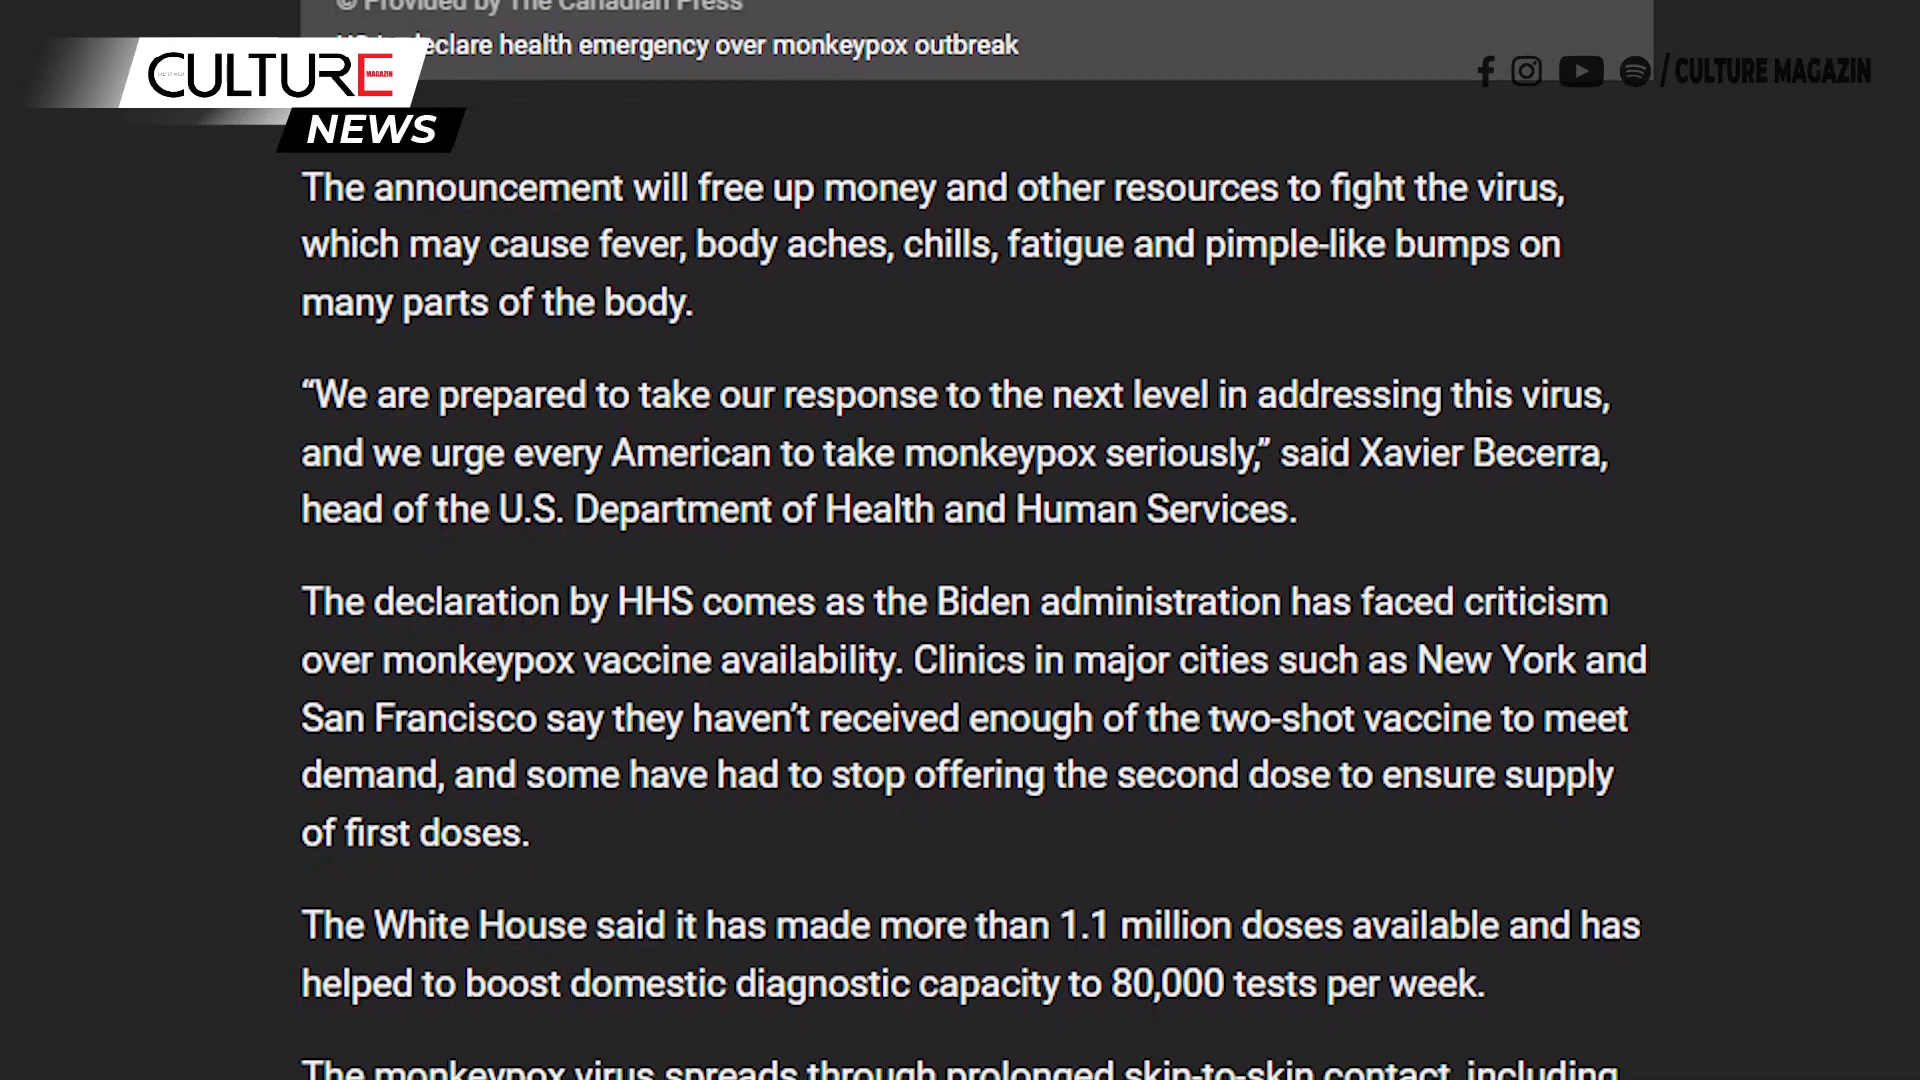 © Provided by The Canadian Press
declare health emergency over monkeypox outbreak
CULTURE
MAGAZIN
NEWS
/ CULTURE MAGAZIN
The announcement will free up money and other resources to fight the virus,
which may cause fever, body aches, chills, fatigue and pimple-like bumps on
many parts of the body.
“We are prepared to take our response to the next level in addressing this virus,
and we urge every American to take monkeypox seriously,” said Xavier Becerra,
head of the U.S. Department of Health and Human Services.
The declaration by HHS comes as the Biden administration has faced criticism
over monkeypox vaccine availability. Clinics in major cities such as New York and
San Francisco say they haven’t received enough of the two-shot vaccine to meet
demand, and some have had to stop offering the second dose to ensure supply
of first doses.
The White House said it has made more than 1.1 million doses available and has
helped to boost domestic diagnostic capacity to 80,000 tests per week.
The monkeypox virus spreads through prolonged skin-to-skin contact, including